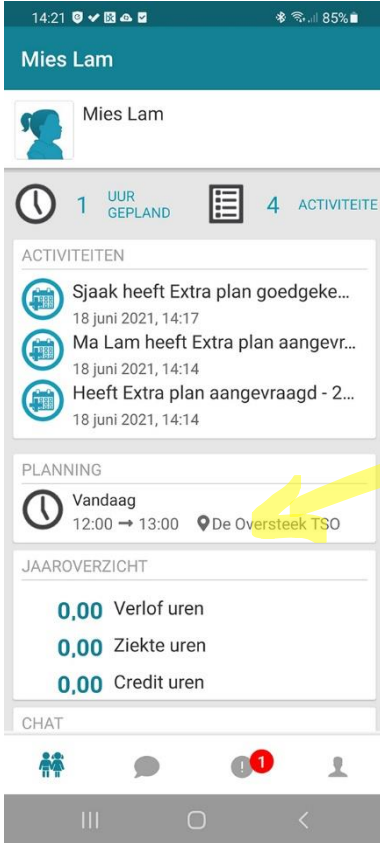 14:21 85%
Mies Lam
Mies Lam
1 UUR GEPLAND 4 ACTIVITEITE
ACTIVITEITEN
Sjaak heeft Extra plan goedgeke...
18 juni 2021, 14:17
Ma Lam heeft Extra plan aangevr...
18 juni 2021, 14:14
Heeft Extra plan aangevraagd - 2...
18 juni 2021, 14:14
PLANNING
Vandaag
12:00 → 13:00 De Oversteek TSO
JAAROVERZICHT
0,00 Verlof uren
0,00 Ziekte uren
0,00 Credit uren
CHAT
1